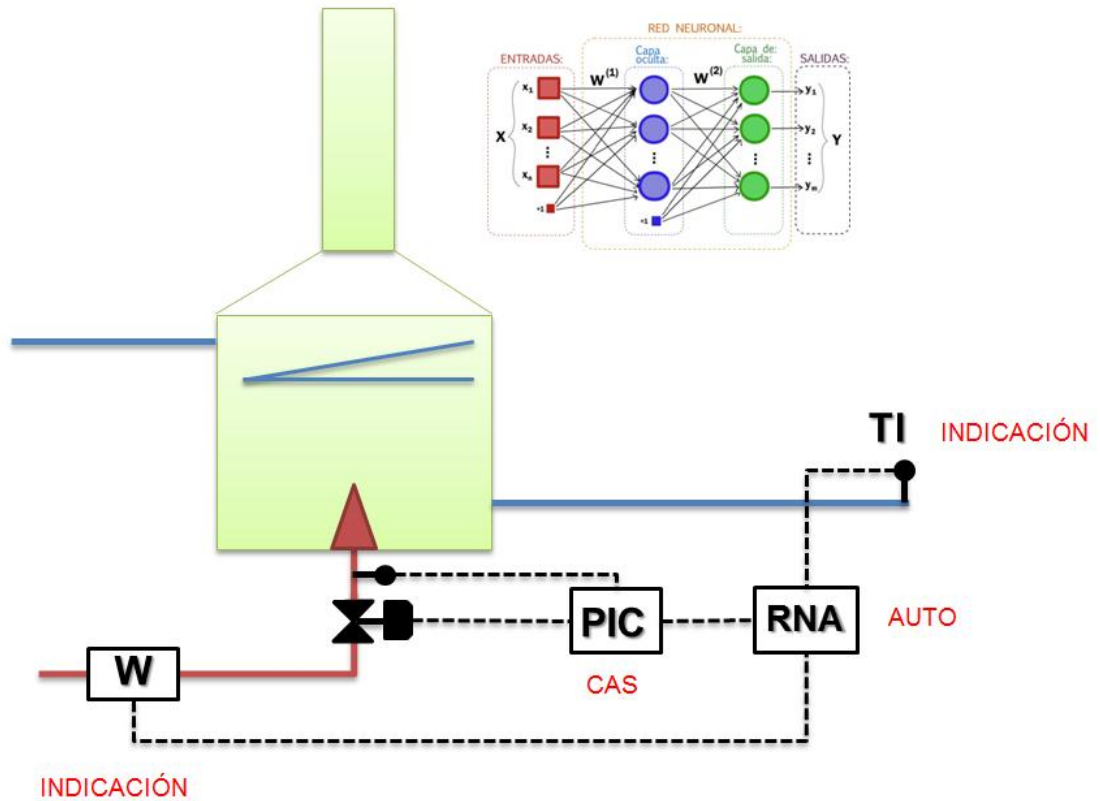 RED NEURONAL:
ENTRADAS:
Capa
oculta:
Capa de:
salida:
SALIDAS:
W(1)
W(2)
x1
y1
x2
y2
X
Y
xn
ym
+1
+1
TI INDICACIÓN
PIC
RNA
AUTO
CAS
W
INDICACIÓN